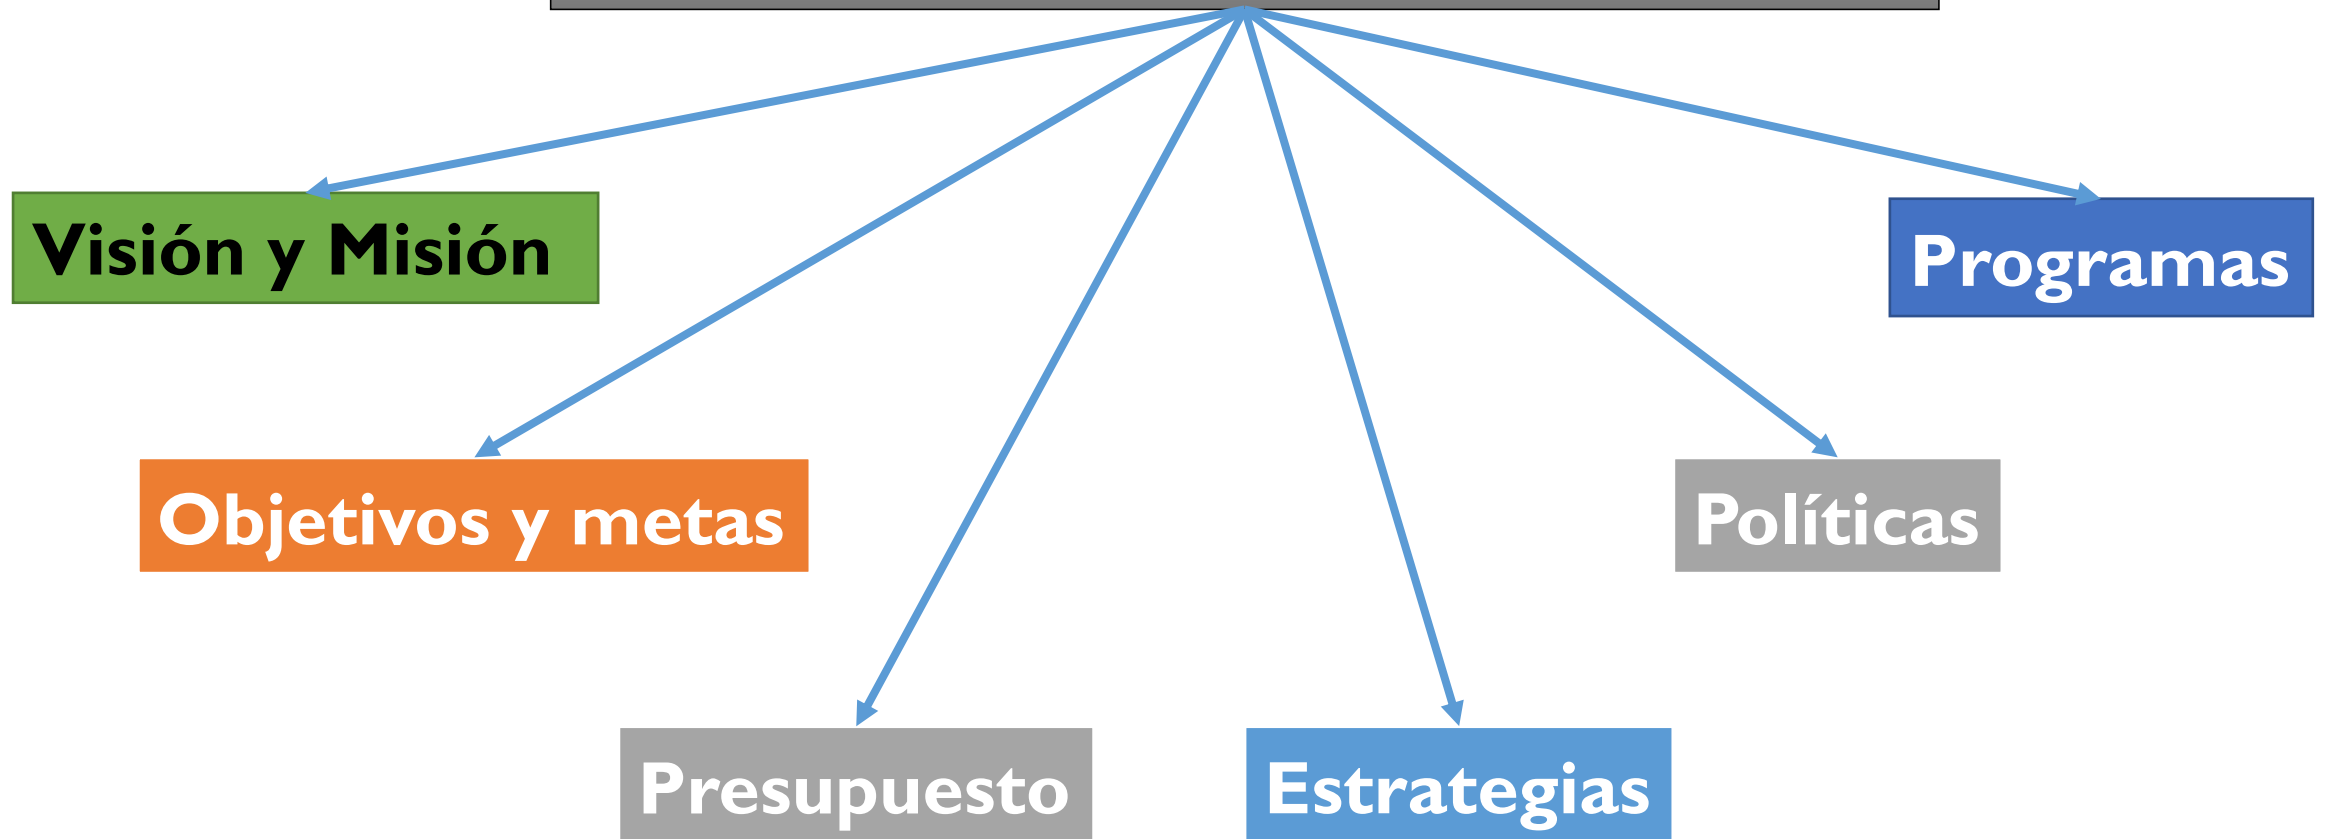 Visión y Misión
Programas
Objetivos y metas
Políticas
Presupuesto
Estrategias